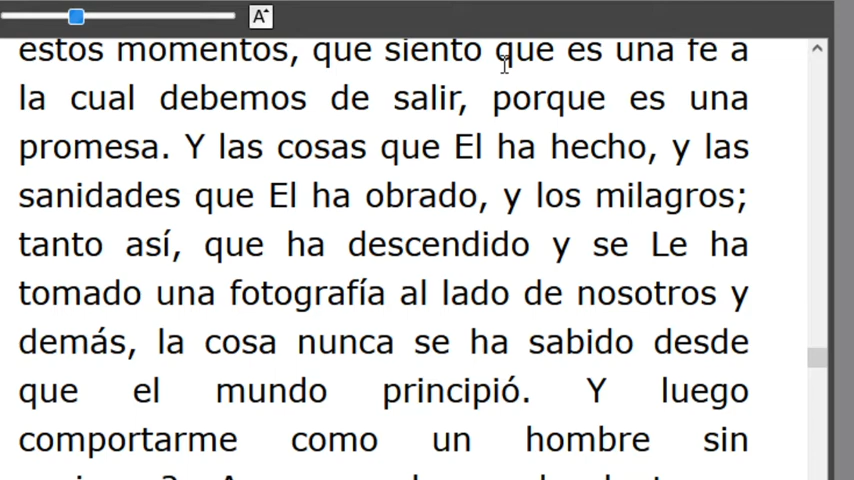 A
estos momentos, que siento que es una fe a
la cual debemos de salir, porque es una
promesa. Y las cosas que El ha hecho, y las
sanidades que El ha obrado, y los milagros;
tanto así, que ha descendido y se Le ha
tomado una fotografía al lado de nosotros y
demás, la cosa nunca se ha sabido desde
que el mundo principió. Y luego
comportarme como un hombre sin